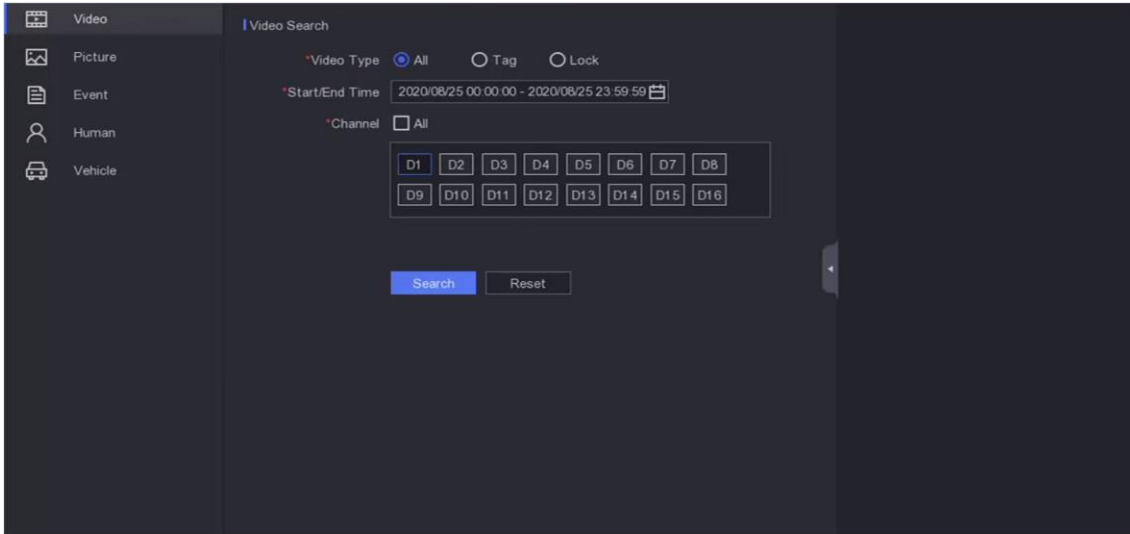 Video
Picture
Event
Human
Vehicle
Video Search
*Video Type All Tag Lock
*Start/End Time 2020/08/25 00:00:00 - 2020/08/25 23:59:59
*Channel All
D1 D2 D3 D4 D5 D6 D7 D8
D9 D10 D11 D12 D13 D14 D15 D16
Search Reset